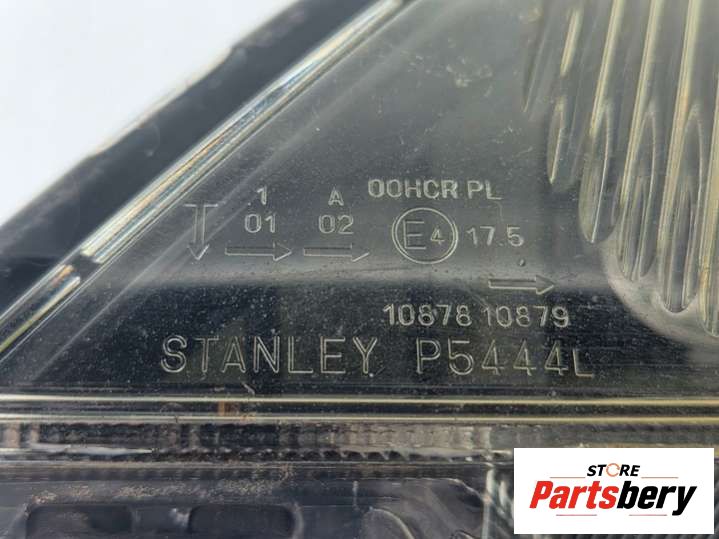 1 A 00HCR PL
01 02 E4 17.5
10878 10879
STANLEY P5444L
STORE
Partsbery